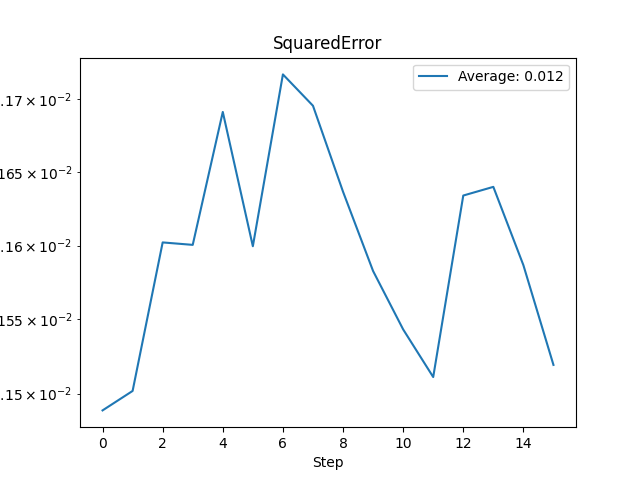 SquaredError
Average: 0.012
.17 × 10⁻²
165 × 10⁻²
.16 × 10⁻²
155 × 10⁻²
.15 × 10⁻²
0 2 4 6 8 10 12 14
Step